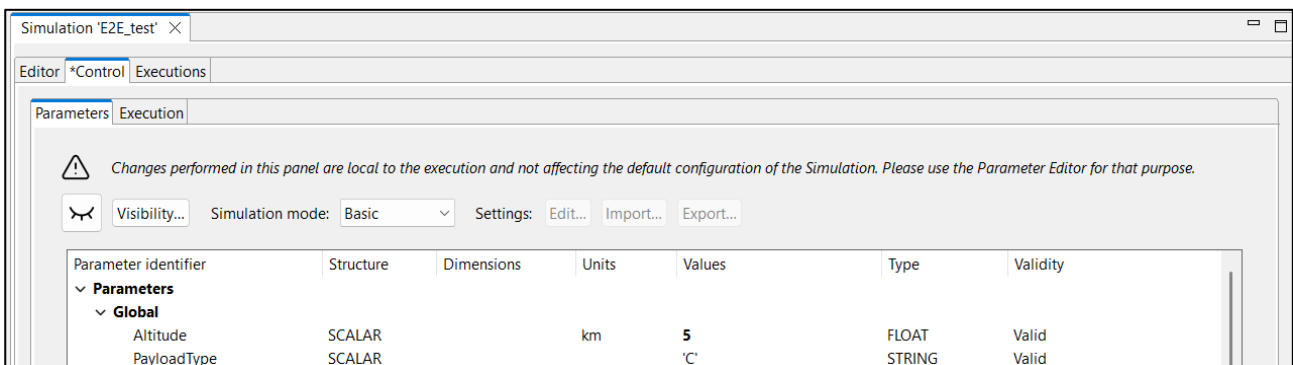 Simulation 'E2E_test'
Editor *Control Executions
Parameters Execution
Changes performed in this panel are local to the execution and not affecting the default configuration of the Simulation. Please use the Parameter Editor for that purpose.
Visibility... Simulation mode: Basic Settings: Edit... Import... Export...
Parameter identifier Structure Dimensions Units Values Type Validity
Parameters
Global
Altitude SCALAR km 5 FLOAT Valid
PayloadType SCALAR 'C' STRING Valid